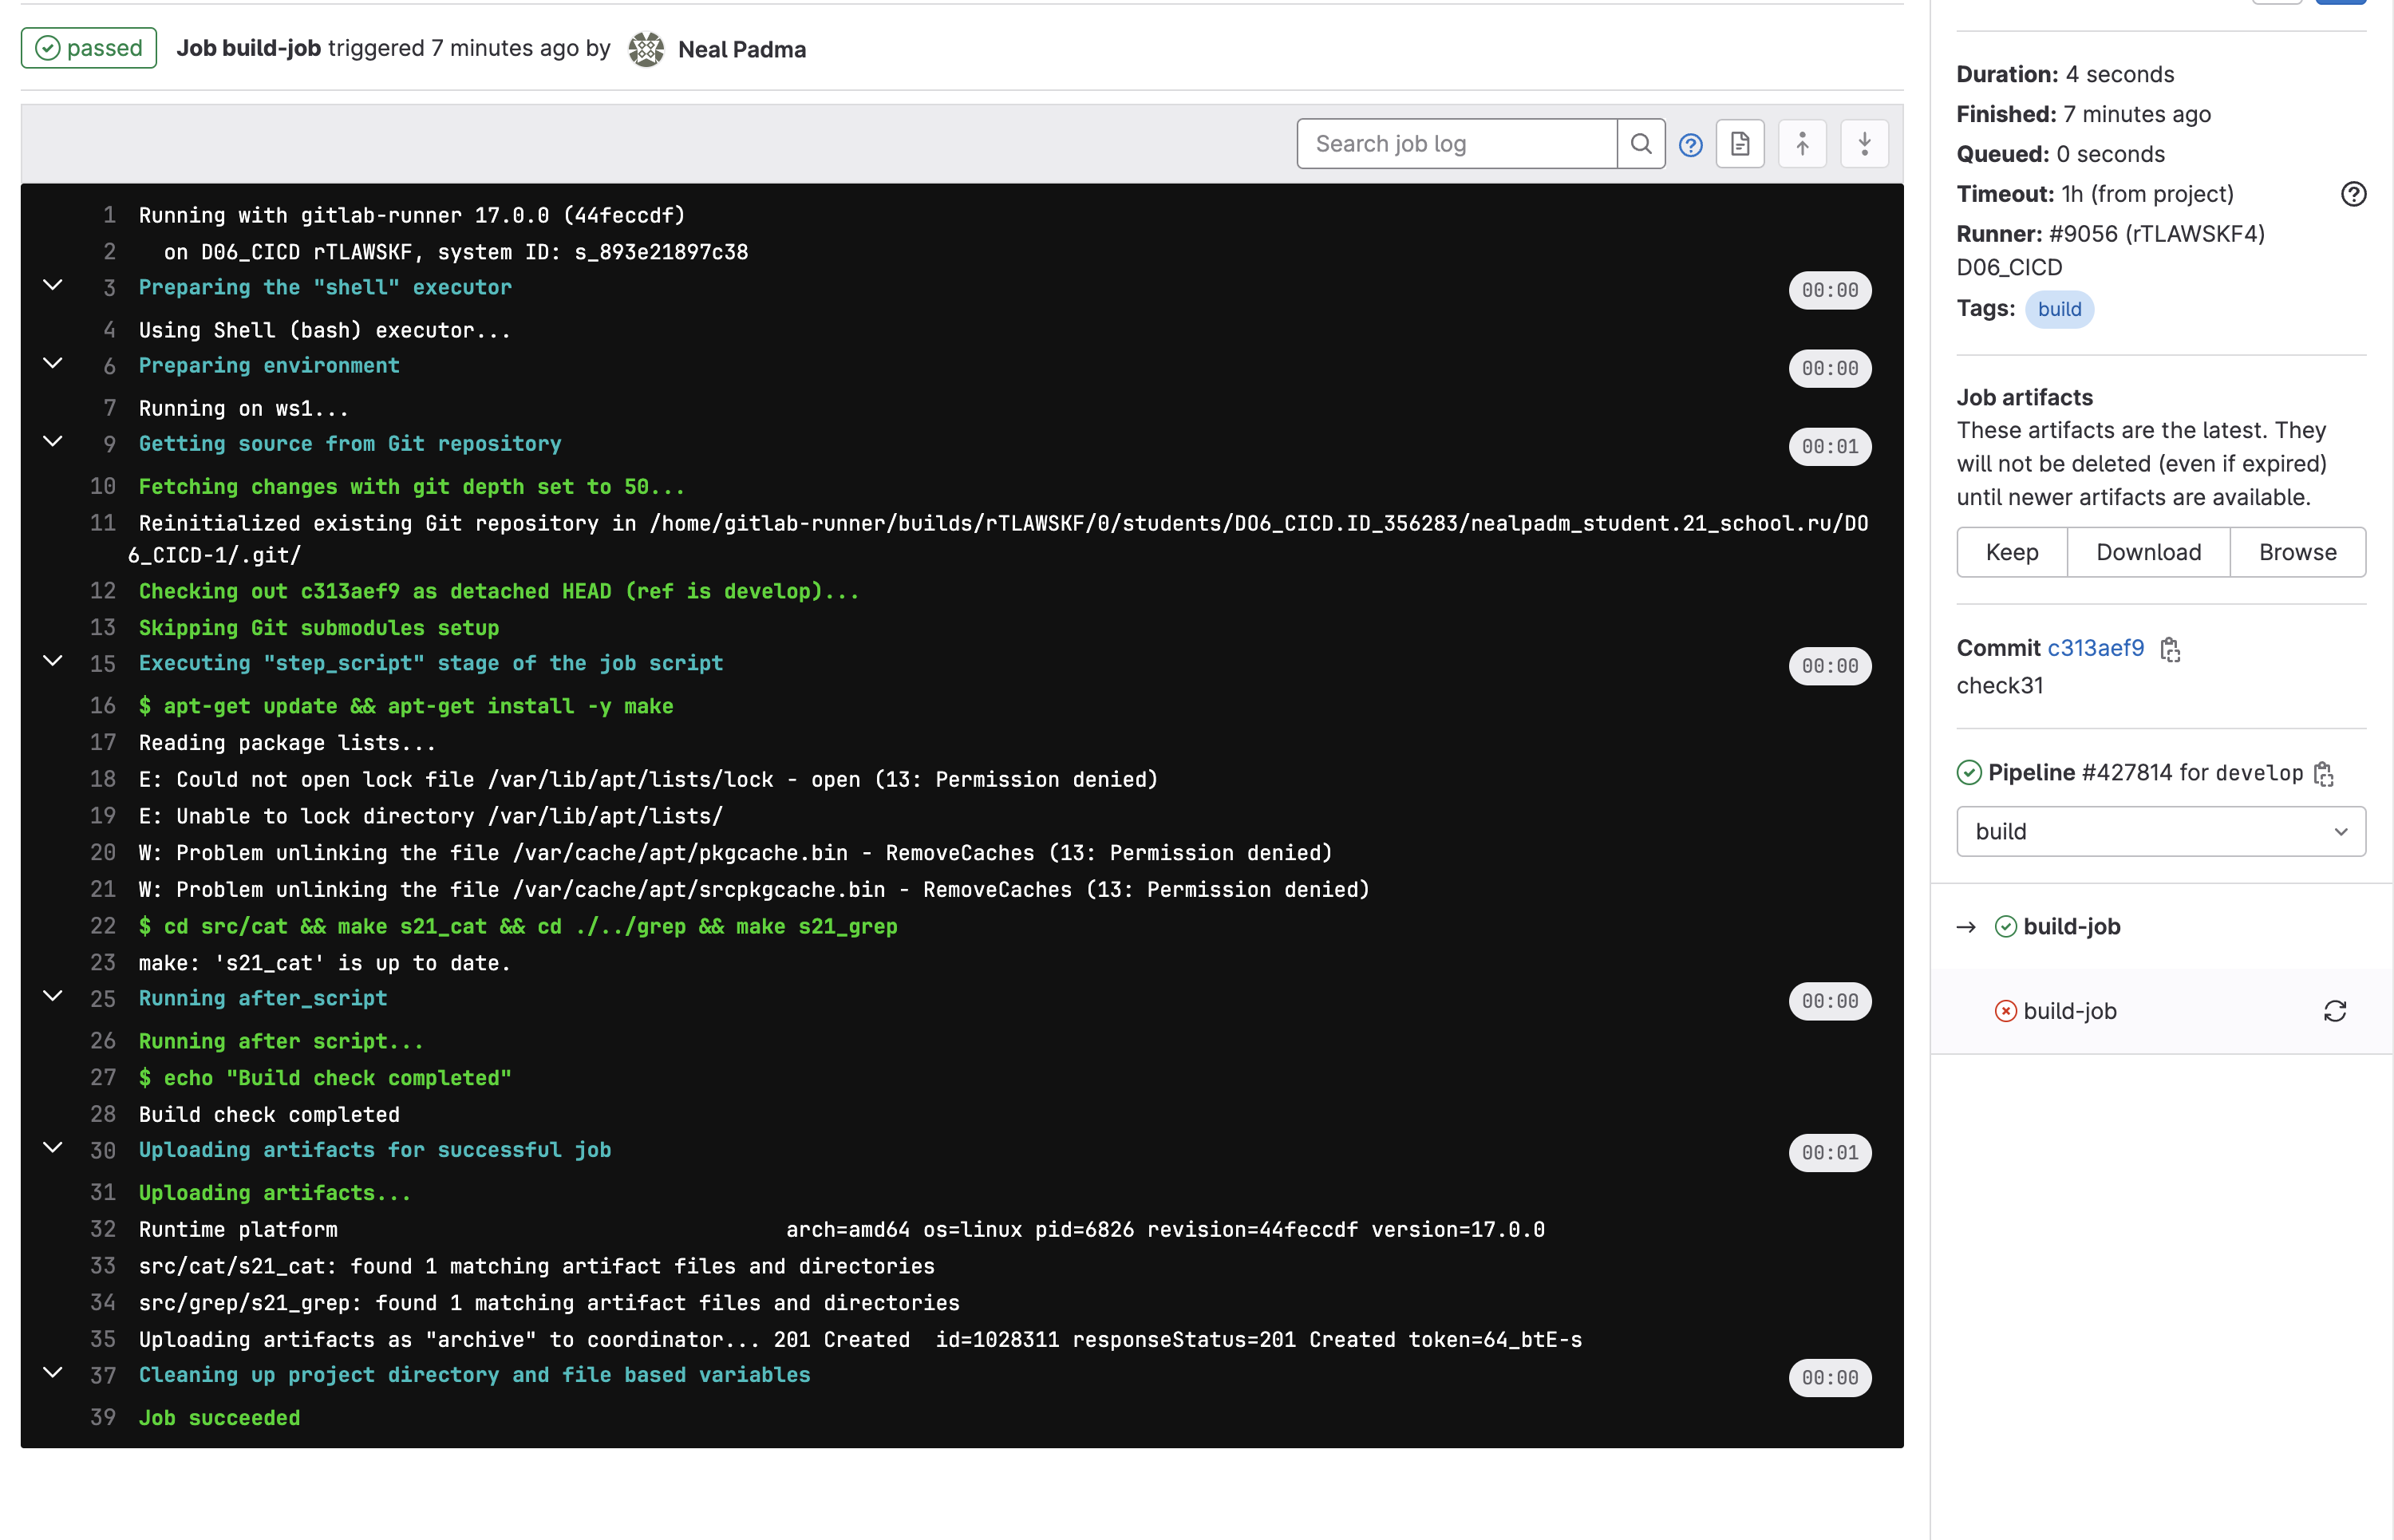 passed Job build-job triggered 7 minutes ago by Neal Padma
Search job log
1 Running with gitlab-runner 17.0.0 (44feccdf)
2 on D06_CICD rTLAWSKF, system ID: s_893e21897c38
3 Preparing the "shell" executor 00:00
4 Using Shell (bash) executor...
6 Preparing environment 00:00
7 Running on ws1...
9 Getting source from Git repository 00:01
10 Fetching changes with git depth set to 50...
11 Reinitialized existing Git repository in /home/gitlab-runner/builds/rTLAWSKF/0/students/DO6_CICD.ID_356283/nealpadm_student.21_school.ru/DO
6_CICD-1/.git/
12 Checking out c313aef9 as detached HEAD (ref is develop)...
13 Skipping Git submodules setup
15 Executing "step_script" stage of the job script 00:00
16 $ apt-get update && apt-get install -y make
17 Reading package lists...
18 E: Could not open lock file /var/lib/apt/lists/lock - open (13: Permission denied)
19 E: Unable to lock directory /var/lib/apt/lists/
20 W: Problem unlinking the file /var/cache/apt/pkgcache.bin - RemoveCaches (13: Permission denied)
21 W: Problem unlinking the file /var/cache/apt/srcpkgcache.bin - RemoveCaches (13: Permission denied)
22 $ cd src/cat && make s21_cat && cd ./../grep && make s21_grep
23 make: 's21_cat' is up to date.
25 Running after_script 00:00
26 Running after script...
27 $ echo "Build check completed"
28 Build check completed
30 Uploading artifacts for successful job 00:01
31 Uploading artifacts...
32 Runtime platform arch=amd64 os=linux pid=6826 revision=44feccdf version=17.0.0
33 src/cat/s21_cat: found 1 matching artifact files and directories
34 src/grep/s21_grep: found 1 matching artifact files and directories
35 Uploading artifacts as "archive" to coordinator... 201 Created id=1028311 responseStatus=201 Created token=64_btE-s
37 Cleaning up project directory and file based variables 00:00
39 Job succeeded
Duration: 4 seconds
Finished: 7 minutes ago
Queued: 0 seconds
Timeout: 1h (from project)
Runner: #9056 (rTLAWSKF4)
D06_CICD
Tags: build
Job artifacts
These artifacts are the latest. They
will not be deleted (even if expired)
until newer artifacts are available.
Keep Download Browse
Commit c313aef9
check31
Pipeline #427814 for develop
build
→ build-job
build-job